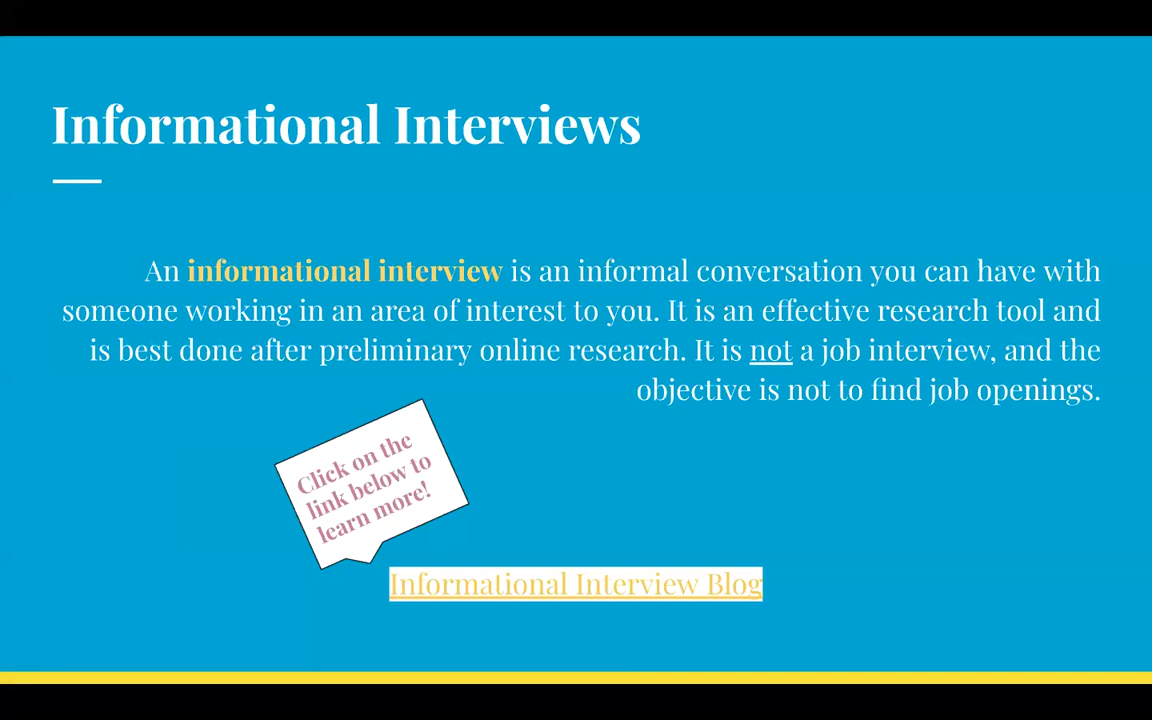 Informational Interviews
An informational interview is an informal conversation you can have with
someone working in an area of interest to you. It is an effective research tool and
is best done after preliminary online research. It is not a job interview, and the
objective is not to find job openings.
Click on the
link below to
learn more!
Informational Interview Blog